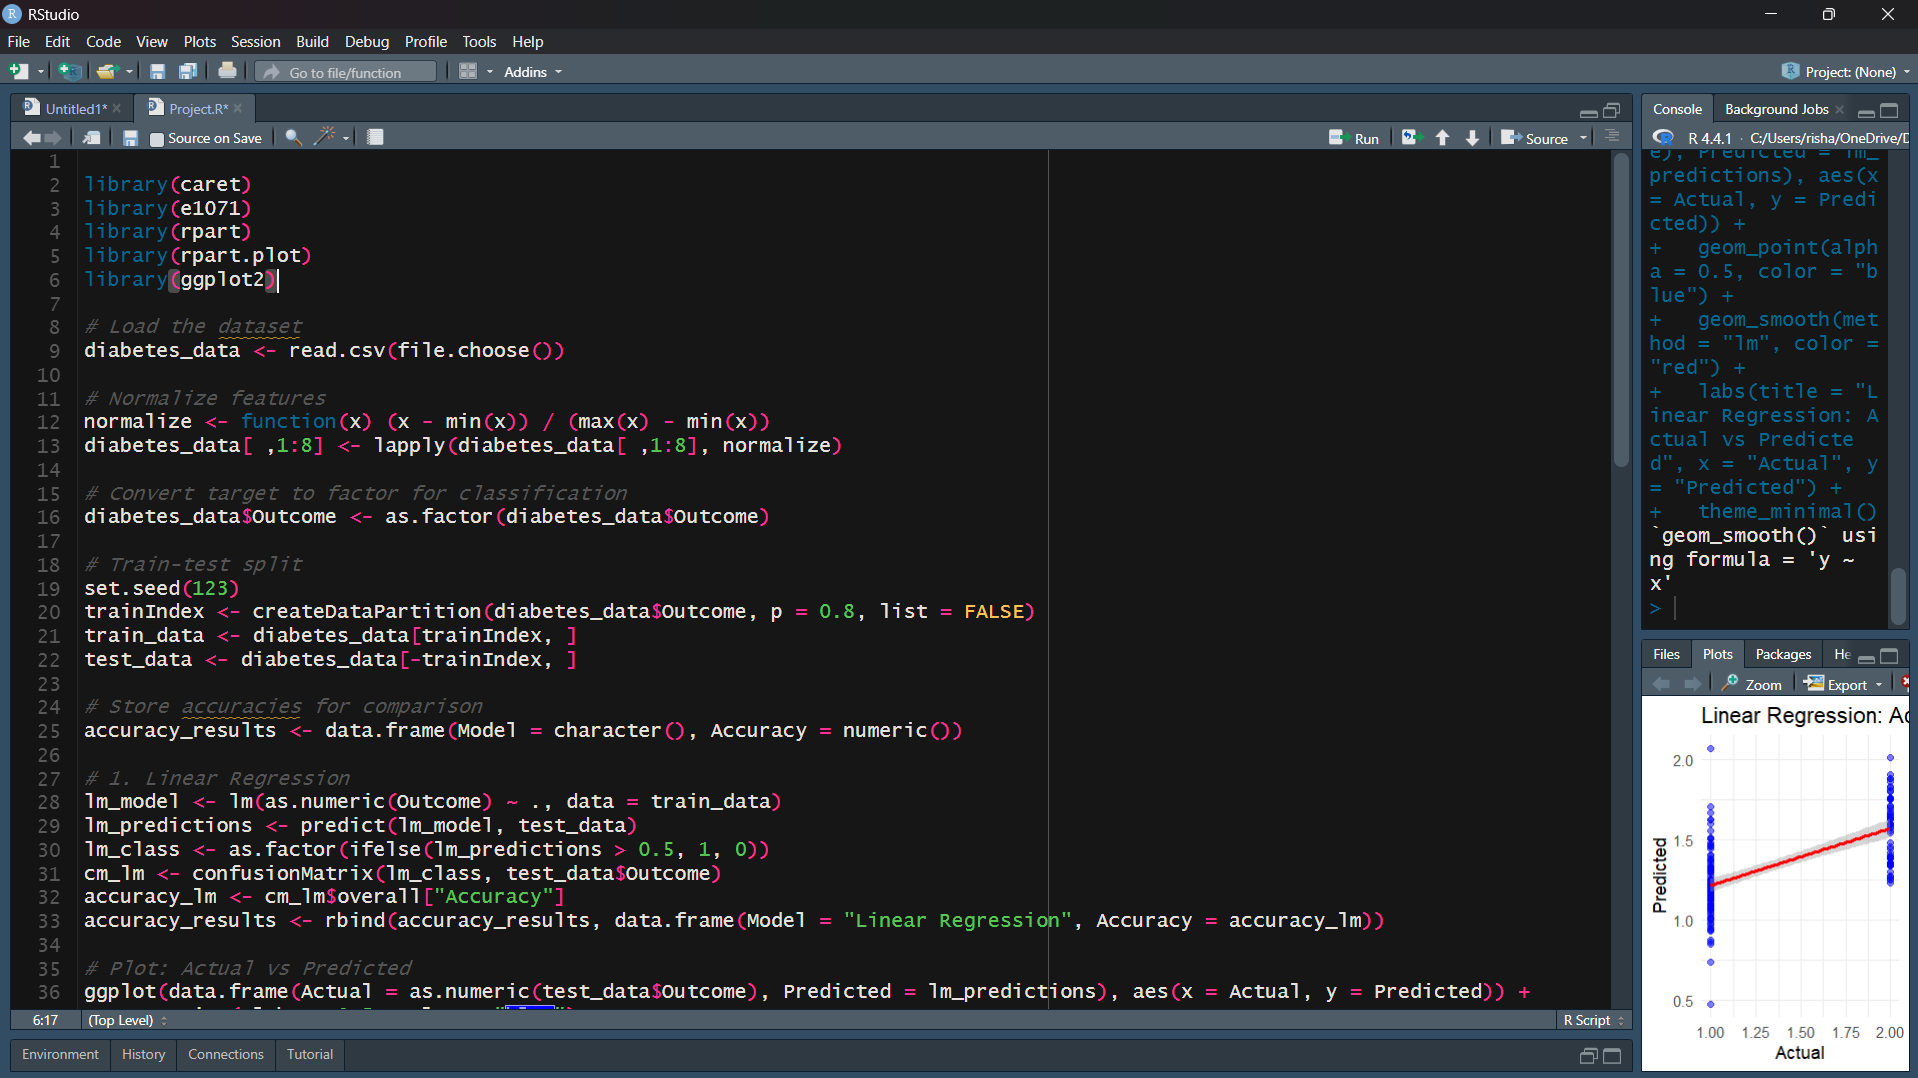 RStudio
File Edit Code View Plots Session Build Debug Profile Tools Help
Go to file/function Addins Project: (None)
Untitled1* Project.R*
Source on Save Run Source
1
2 library(caret)
3 library(e1071)
4 library(rpart)
5 library(rpart.plot)
6 library(ggplot2)
7
8 # Load the dataset
9 diabetes_data <- read.csv(file.choose())
10
11 # Normalize features
12 normalize <- function(x) (x - min(x)) / (max(x) - min(x))
13 diabetes_data[ ,1:8] <- lapply(diabetes_data[ ,1:8], normalize)
14
15 # Convert target to factor for classification
16 diabetes_data$Outcome <- as.factor(diabetes_data$Outcome)
17
18 # Train-test split
19 set.seed(123)
20 trainIndex <- createDataPartition(diabetes_data$Outcome, p = 0.8, list = FALSE)
21 train_data <- diabetes_data[trainIndex, ]
22 test_data <- diabetes_data[-trainIndex, ]
23
24 # Store accuracies for comparison
25 accuracy_results <- data.frame(Model = character(), Accuracy = numeric())
26
27 # 1. Linear Regression
28 lm_model <- lm(as.numeric(Outcome) ~ ., data = train_data)
29 lm_predictions <- predict(lm_model, test_data)
30 lm_class <- as.factor(ifelse(lm_predictions > 0.5, 1, 0))
31 cm_lm <- confusionMatrix(lm_class, test_data$Outcome)
32 accuracy_lm <- cm_lm$overall["Accuracy"]
33 accuracy_results <- rbind(accuracy_results, data.frame(Model = "Linear Regression", Accuracy = accuracy_lm))
34
35 # Plot: Actual vs Predicted
36 ggplot(data.frame(Actual = as.numeric(test_data$Outcome), Predicted = lm_predictions), aes(x = Actual, y = Predicted)) +
6:17 (Top Level) R Script
Environment History Connections Tutorial
Console Background Jobs
R 4.4.1 · C:/Users/risha/OneDrive/D
e), Predicted = lm_
predictions), aes(x
= Actual, y = Predi
cted)) +
+   geom_point(alph
a = 0.5, color = "b
lue") +
+   geom_smooth(met
hod = "lm", color =
"red") +
+   labs(title = "L
inear Regression: A
ctual vs Predicte
d", x = "Actual", y
= "Predicted") +
+   theme_minimal()
`geom_smooth()` usi
ng formula = 'y ~
x'
>
Files Plots Packages He
Zoom Export
Linear Regression: Ac
2.0
1.5
1.0
0.5
Predicted
1.00 1.25 1.50 1.75 2.00
Actual